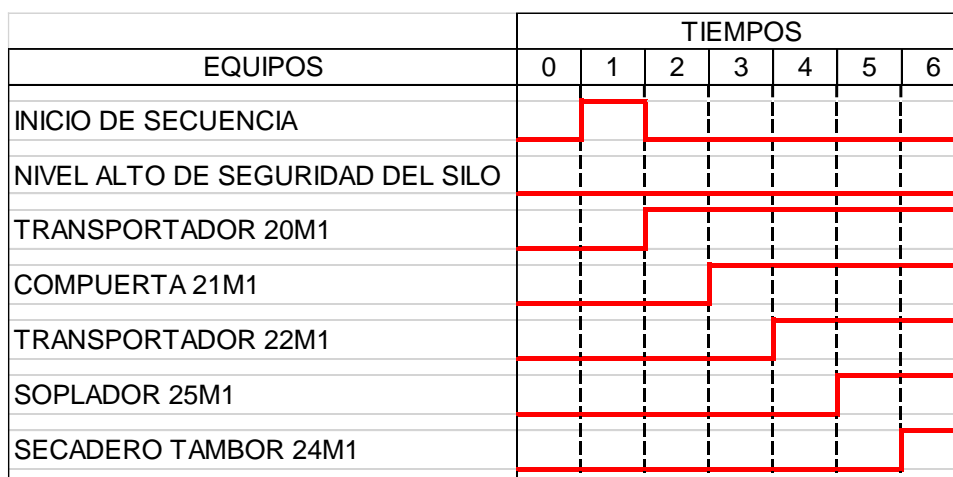 TIEMPOS
EQUIPOS 0 1 2 3 4 5 6
INICIO DE SECUENCIA
NIVEL ALTO DE SEGURIDAD DEL SILO
TRANSPORTADOR 20M1
COMPUERTA 21M1
TRANSPORTADOR 22M1
SOPLADOR 25M1
SECADERO TAMBOR 24M1